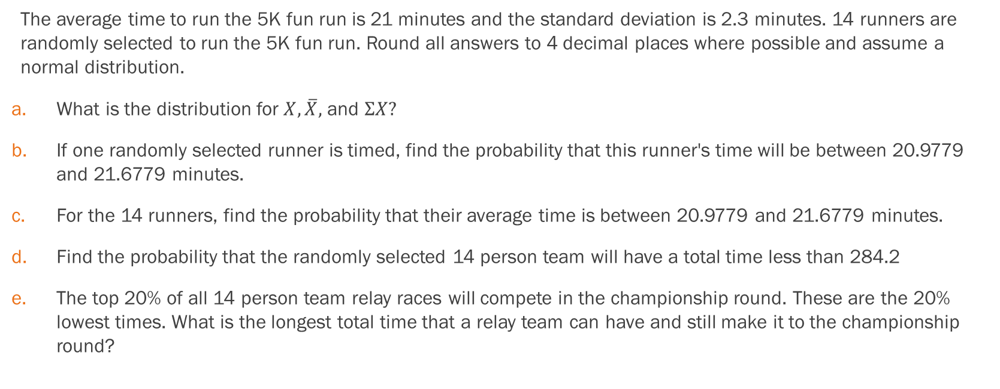 The average time to run the 5K fun run is 21 minutes and the standard deviation is 2.3 minutes. 14 runners are
randomly selected to run the 5K fun run. Round all answers to 4 decimal places where possible and assume a
normal distribution.
a. What is the distribution for X, X̅, and ΣX?
b. If one randomly selected runner is timed, find the probability that this runner's time will be between 20.9779
and 21.6779 minutes.
c. For the 14 runners, find the probability that their average time is between 20.9779 and 21.6779 minutes.
d. Find the probability that the randomly selected 14 person team will have a total time less than 284.2
e. The top 20% of all 14 person team relay races will compete in the championship round. These are the 20%
lowest times. What is the longest total time that a relay team can have and still make it to the championship
round?